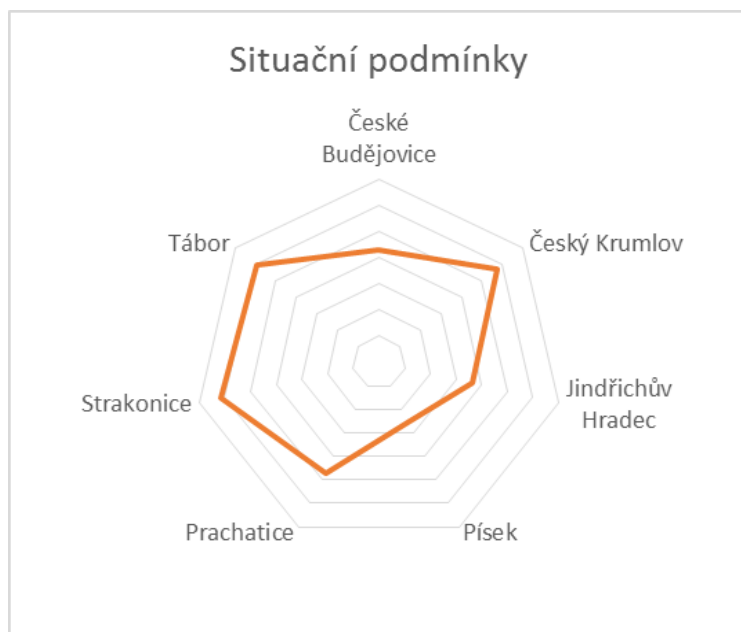 Situační podmínky
České
Budějovice
Tábor
Český Krumlov
Jindřichův
Hradec
Strakonice
Prachatice
Písek